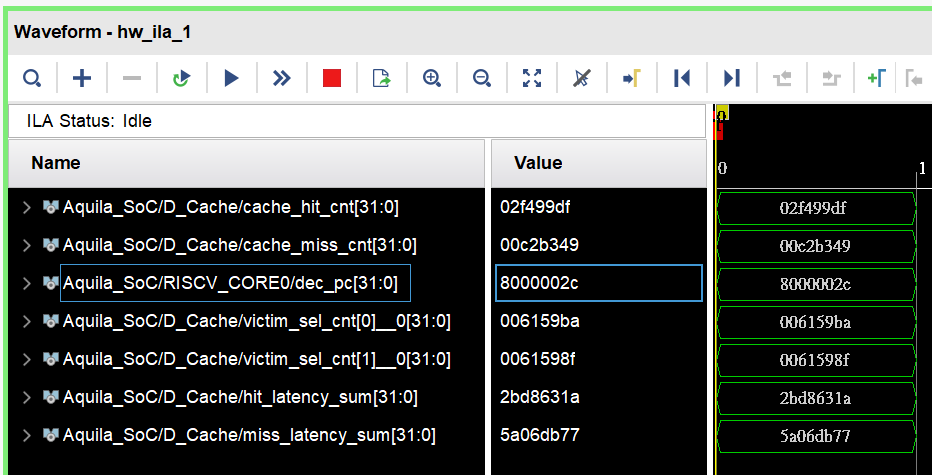 Waveform - hw_ila_1
ILA Status: Idle
Name Value
0 1
Aquila_SoC/D_Cache/cache_hit_cnt[31:0] 02f499df 02f499df
Aquila_SoC/D_Cache/cache_miss_cnt[31:0] 00c2b349 00c2b349
Aquila_SoC/RISCV_CORE0/dec_pc[31:0] 8000002c 8000002c
Aquila_SoC/D_Cache/victim_sel_cnt[0]__0[31:0] 006159ba 006159ba
Aquila_SoC/D_Cache/victim_sel_cnt[1]__0[31:0] 0061598f 0061598f
Aquila_SoC/D_Cache/hit_latency_sum[31:0] 2bd8631a 2bd8631a
Aquila_SoC/D_Cache/miss_latency_sum[31:0] 5a06db77 5a06db77